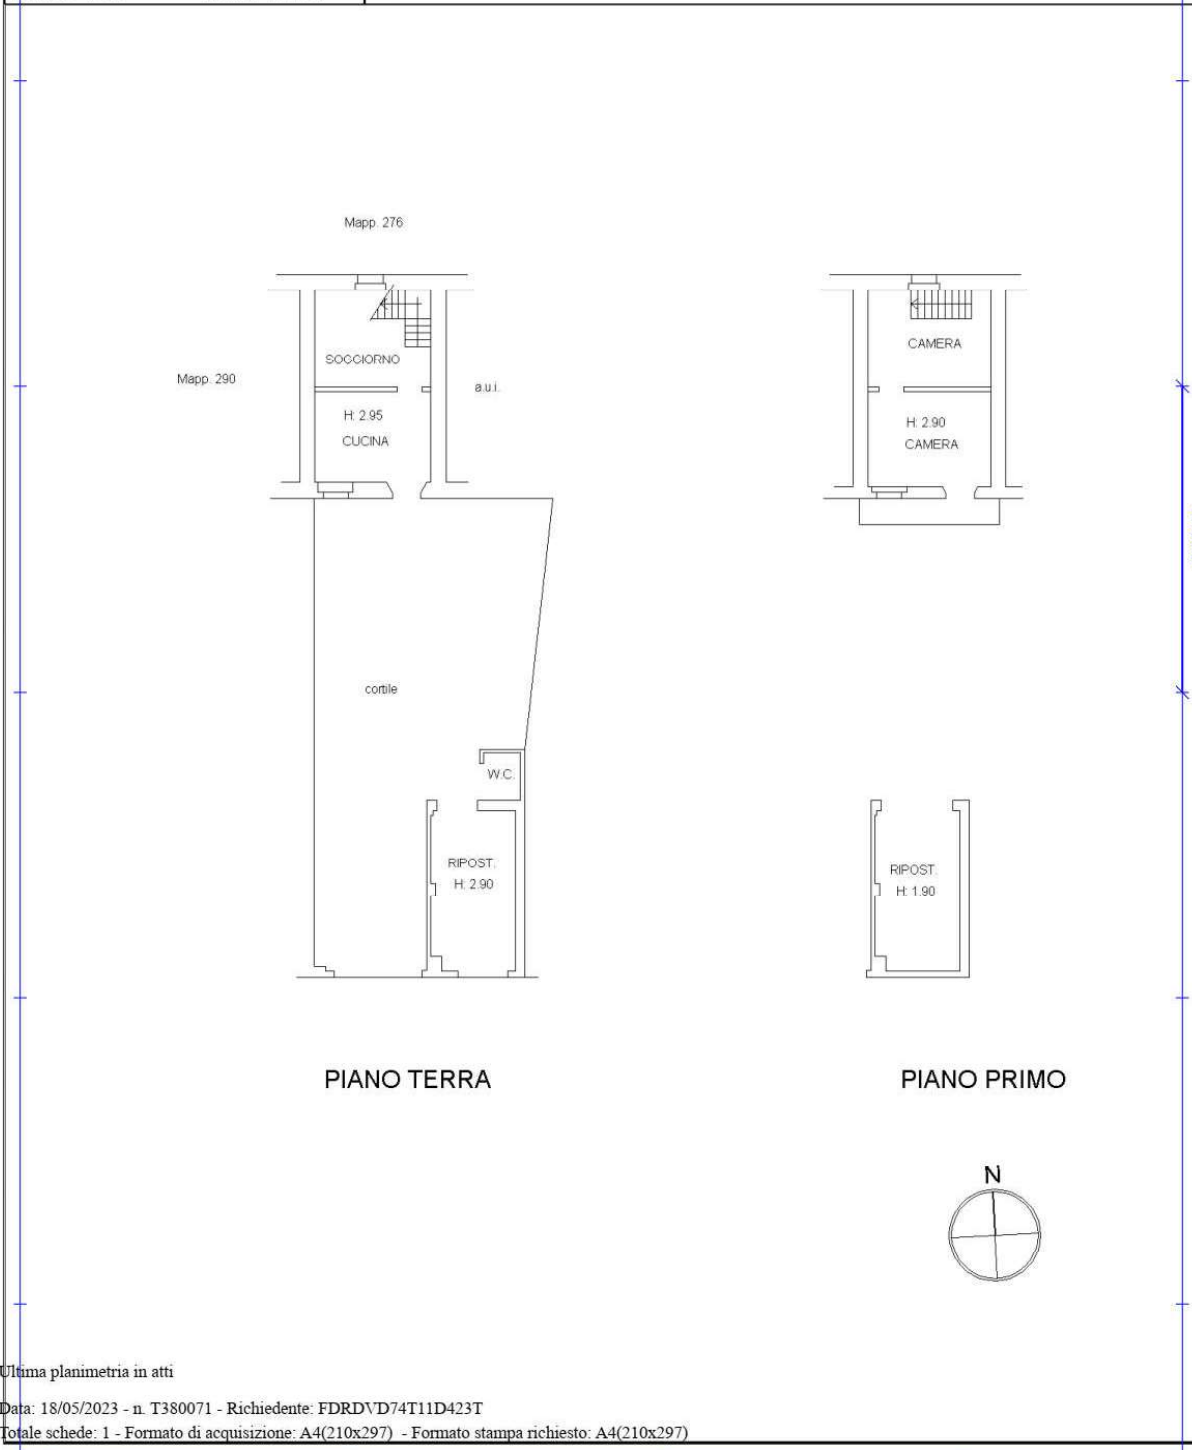 Mapp. 276
SOCCIORNO
CAMERA
Mapp. 290
a.u.i.
H: 2.95
CUCINA
H: 2.90
CAMERA
cortile
W.C.
RIPOST.
H: 2.90
RIPOST.
H: 1.90
PIANO TERRA
PIANO PRIMO
N
Ultima planimetria in atti
Data: 18/05/2023 - n. T380071 - Richiedente: FDRDVD74T11D423T
Totale schede: 1 - Formato di acquisizione: A4(210x297) - Formato stampa richiesto: A4(210x297)